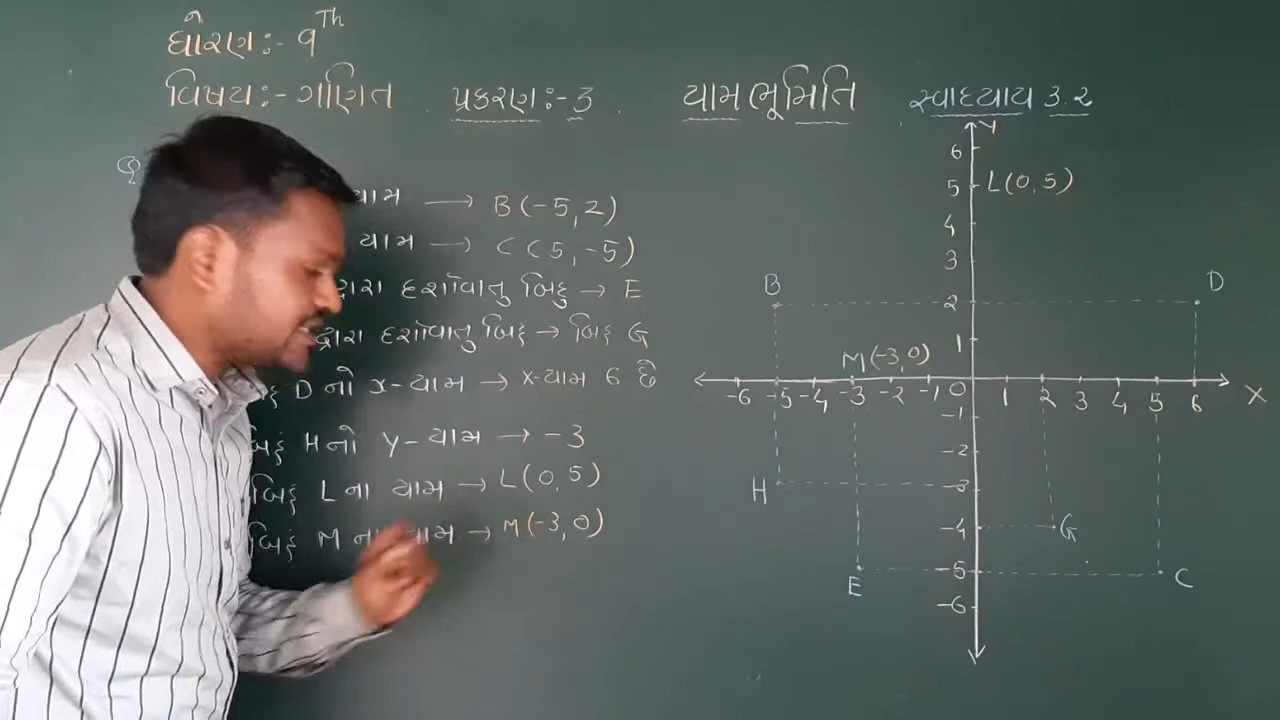 ધોરણ:- 9Th
વિષય:- ગણિત પ્રકરણ:-3 યામભૂમિતિ સ્વાધ્યાય 3.2
યામ → B(-5,2)
યામ → C(5,-5)
દ્વારા દર્શાવાતુ બિંદુ → E
દ્વારા દર્શાવાતુ બિંદુ → બિંદુ G
D નો x-યામ → x-યામ 6 છે
બિંદુ H નો y-યામ → -3
બિંદુ L ના યામ → L(0,5)
બિંદુ M ના યામ → M(-3,0)
Y
6
5 L(0,5)
4
3
B 2 D
1
M(-3,0)
-6 -5 -4 -3 -2 -1 0 1 2 3 4 5 6 X
-1
-2
H -3
-4 G
E -5 C
-6